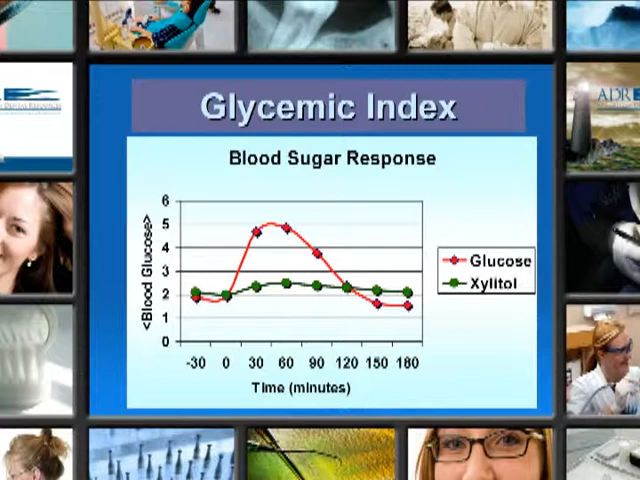 Glycemic Index
Blood Sugar Response
<Blood Glucose>
6
5
4
3
2
1
0
-30 0 30 60 90 120 150 180
Time (minutes)
Glucose
Xylitol
ADR